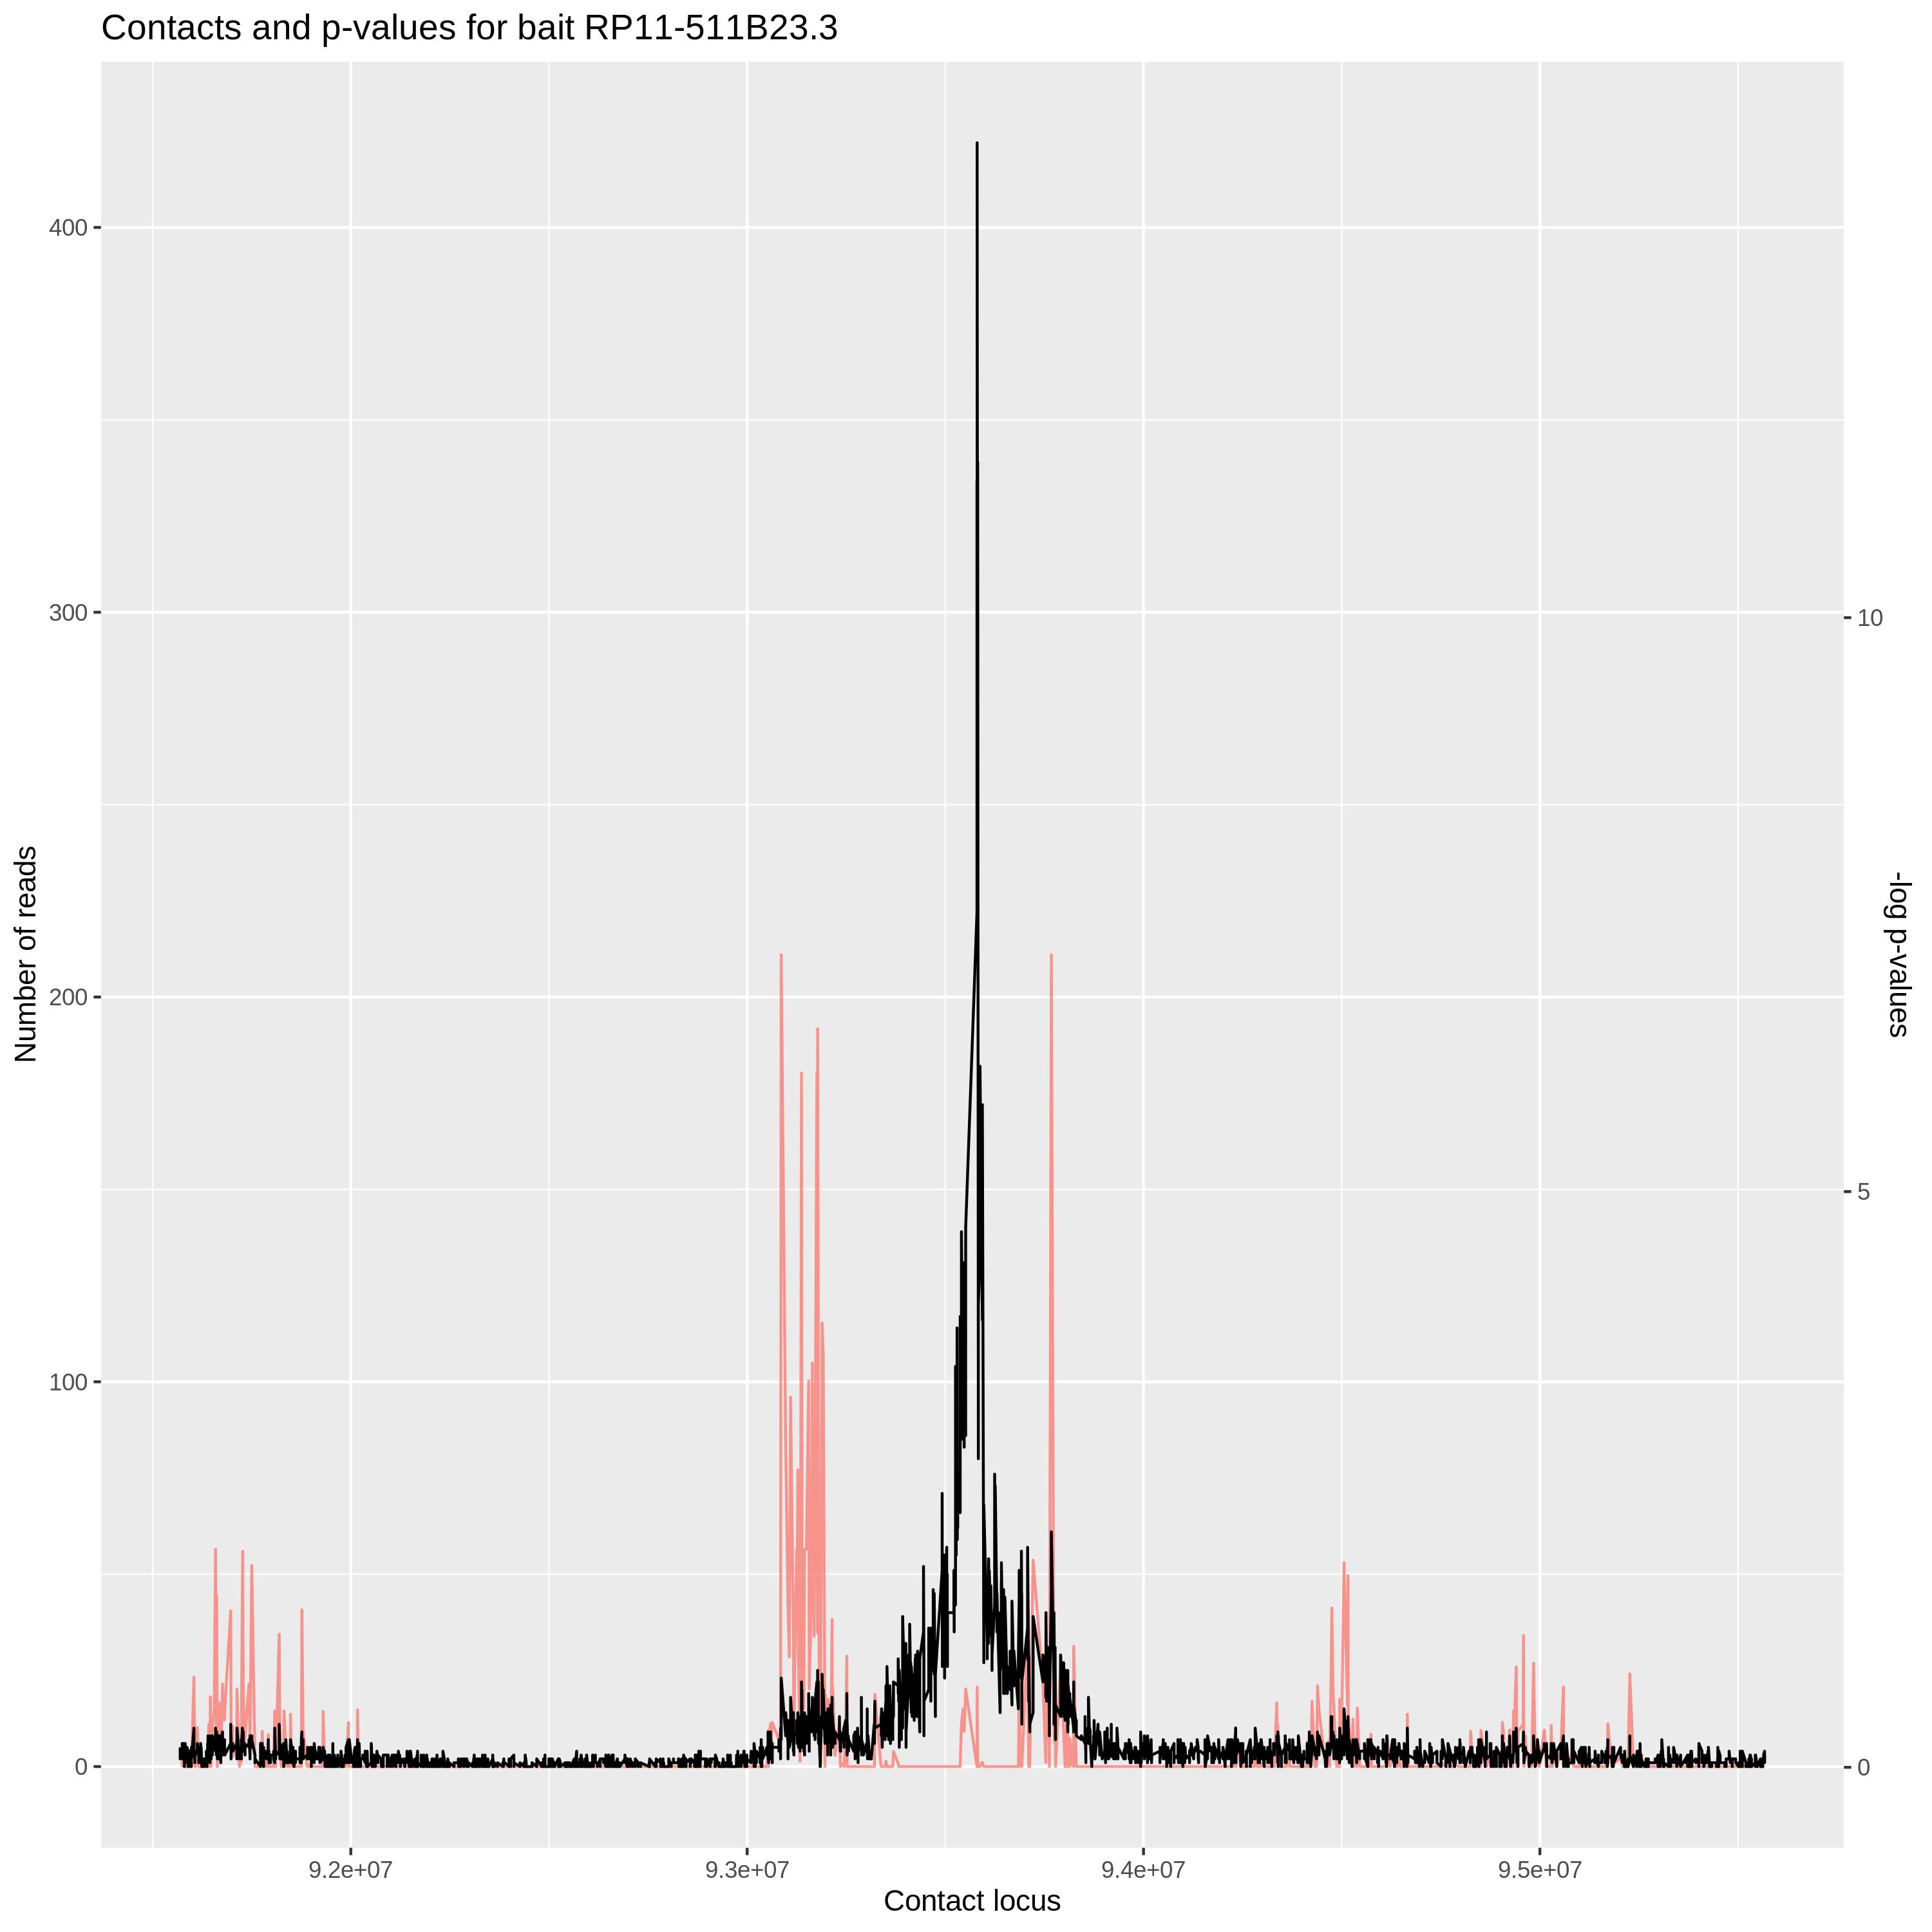 Contacts and p-values for bait RP11-511B23.3
400
300
200
100
0
Number of reads
10
5
0
-log p-values
9.2e+07
9.3e+07
9.4e+07
9.5e+07
Contact locus